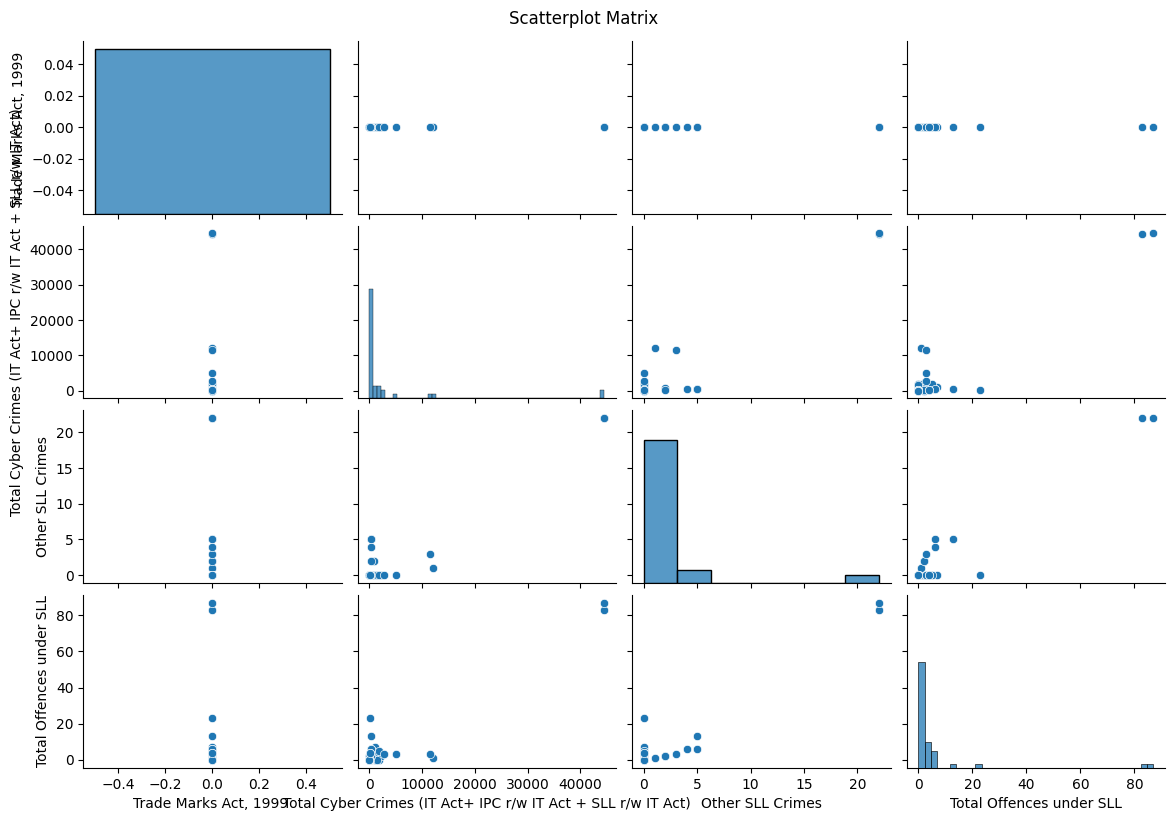 Scatterplot Matrix
0.04
0.02
0.00
−0.02
−0.04
Trade Marks Act, 1999
40000
30000
20000
10000
0
Total Cyber Crimes (IT Act+ IPC r/w IT Act + SLL r/w IT Act)
20
15
10
5
0
Other SLL Crimes
80
60
40
20
0
Total Offences under SLL
−0.4 −0.2 0.0 0.2 0.4
0 10000 20000 30000 40000
0 5 10 15 20
0 20 40 60 80
Trade Marks Act, 1999
Total Cyber Crimes (IT Act+ IPC r/w IT Act + SLL r/w IT Act)
Other SLL Crimes
Total Offences under SLL